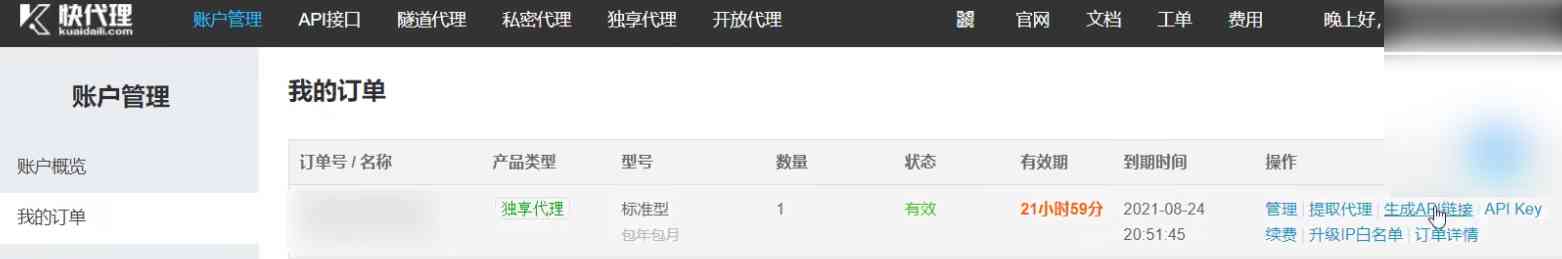 快代理 账户管理 API接口 隧道代理 私密代理 独享代理 开放代理 官网 文档 工单 费用 晚上好,
kuaidaili.com
账户管理
我的订单
账户概览
我的订单
订单号 / 名称 产品类型 型号 数量 状态 有效期 到期时间 操作
独享代理 标准型 1 有效 21小时59分 2021-08-24 管理 | 提取代理 | 生成API链接 | API Key
包年包月 20:51:45 续费 | 升级IP白名单 | 订单详情